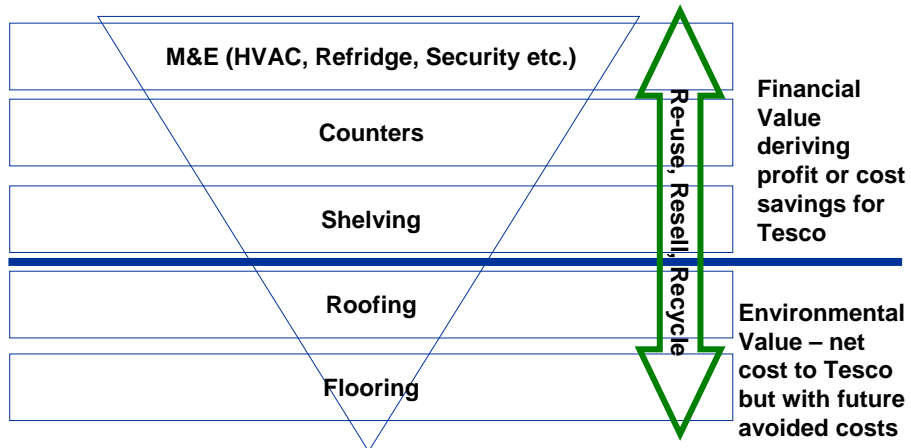 M&E (HVAC, Refridge, Security etc.)
Counters
Shelving
Roofing
Flooring
Re-use, Resell, Recycle
Financial
Value
deriving
profit or cost
savings for
Tesco
Environmental
Value – net
cost to Tesco
but with future
avoided costs